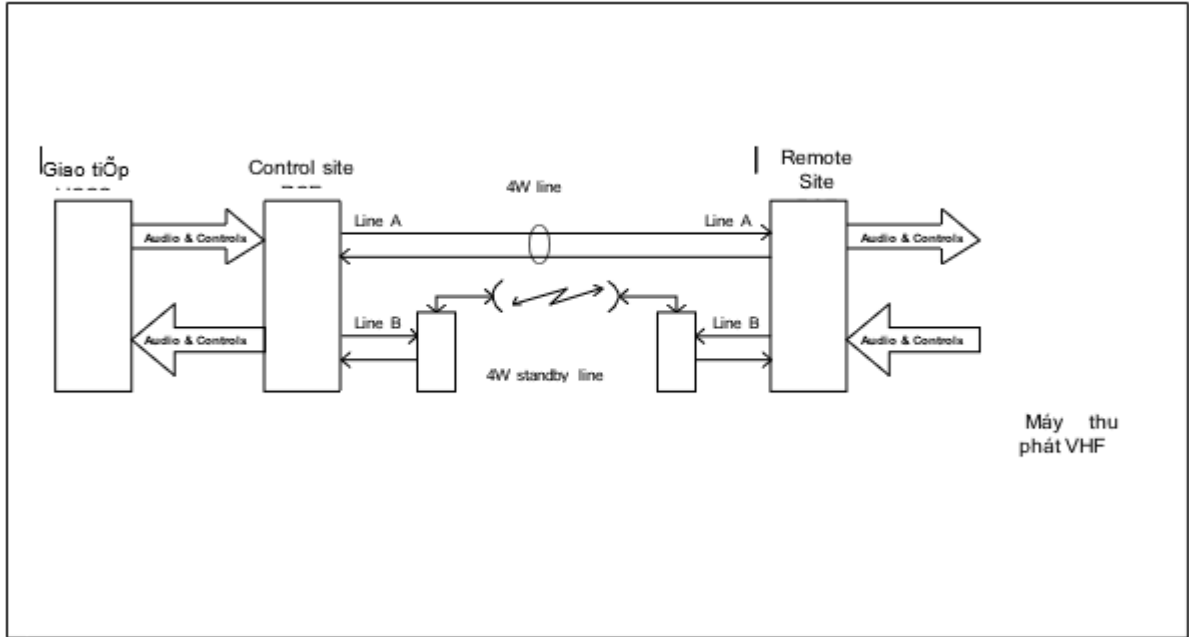 Giao tiÕp
Control site
4W line
Remote
Site
Line A
Line A
Audio & Controls
Audio & Controls
Line B
Line B
Audio & Controls
Audio & Controls
4W standby line
Máy thu
phát VHF